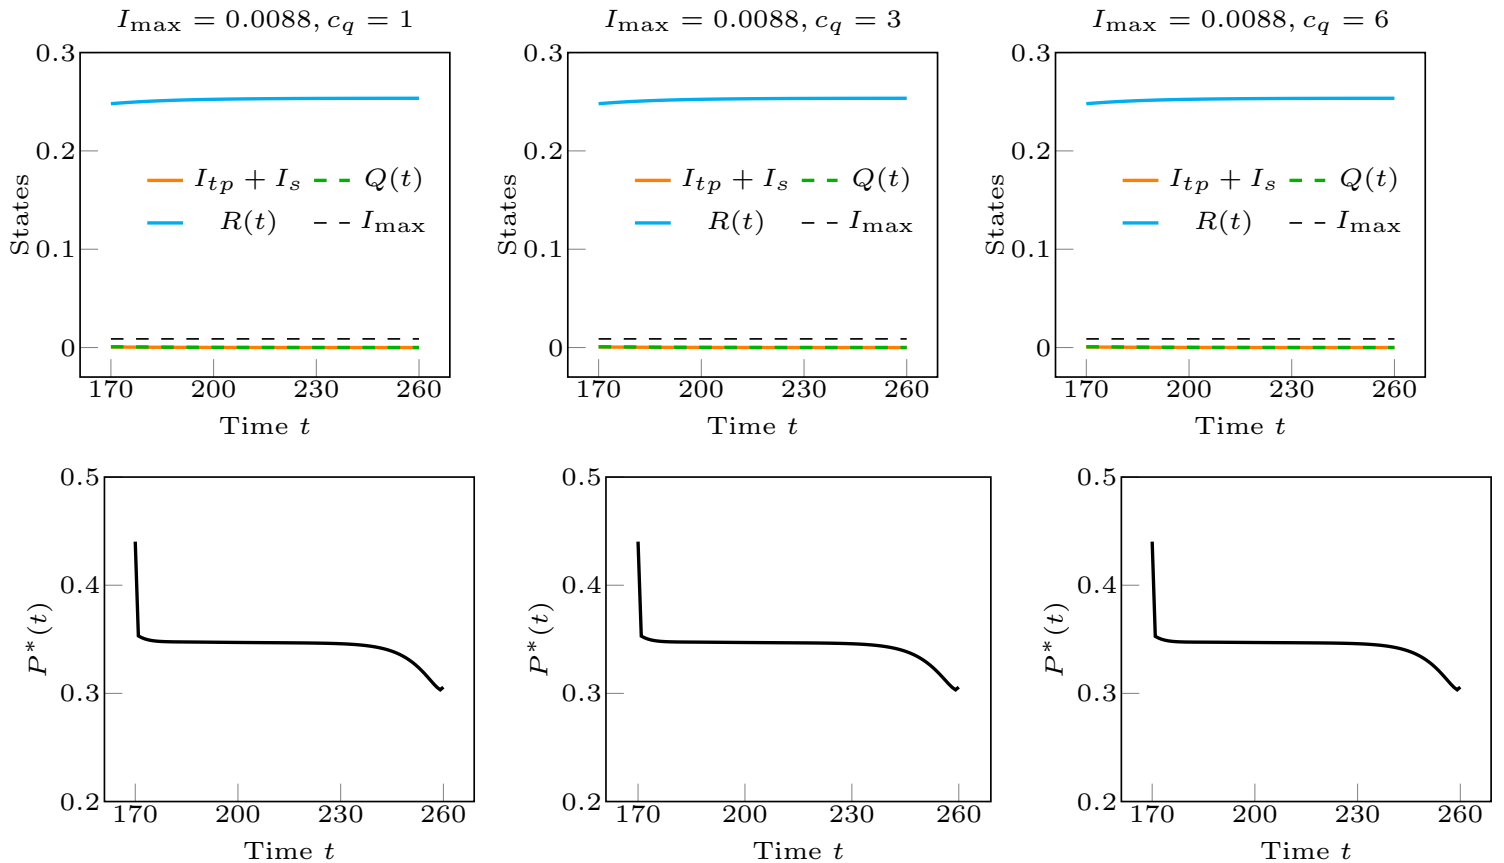 I_max = 0.0088, c_q = 1
I_max = 0.0088, c_q = 3
I_max = 0.0088, c_q = 6
0.3
0.2
0.1
0
States
I_tp + I_s
Q(t)
R(t)
I_max
170 200 230 260
Time t
0.3
0.2
0.1
0
States
I_tp + I_s
Q(t)
R(t)
I_max
170 200 230 260
Time t
0.3
0.2
0.1
0
States
I_tp + I_s
Q(t)
R(t)
I_max
170 200 230 260
Time t
0.5
0.4
0.3
0.2
P*(t)
170 200 230 260
Time t
0.5
0.4
0.3
0.2
P*(t)
170 200 230 260
Time t
0.5
0.4
0.3
0.2
P*(t)
170 200 230 260
Time t